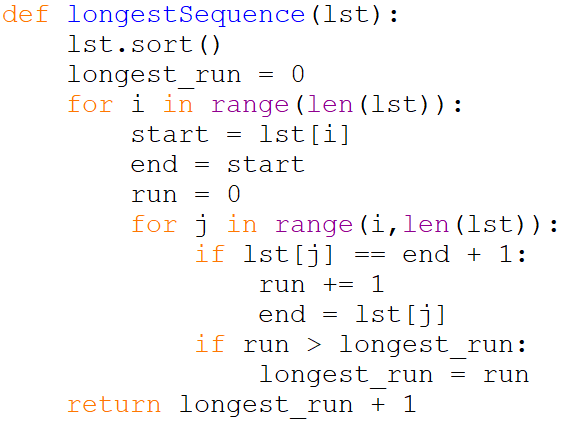 def longestSequence(lst):
    lst.sort()
    longest_run = 0
    for i in range(len(lst)):
        start = lst[i]
        end = start
        run = 0
        for j in range(i,len(lst)):
            if lst[j] == end + 1:
                run += 1
                end = lst[j]
            if run > longest_run:
                longest_run = run
    return longest_run + 1